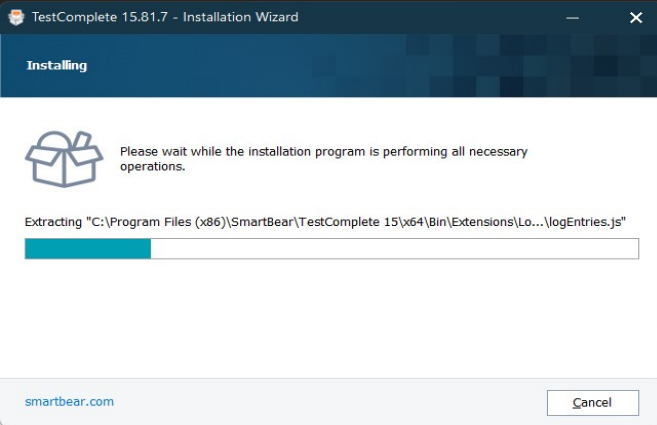 TestComplete 15.81.7 - Installation Wizard
Installing
Please wait while the installation program is performing all necessary
operations.
Extracting "C:\Program Files (x86)\SmartBear\TestComplete 15\x64\Bin\Extensions\Lo...\logEntries.js"
smartbear.com
Cancel